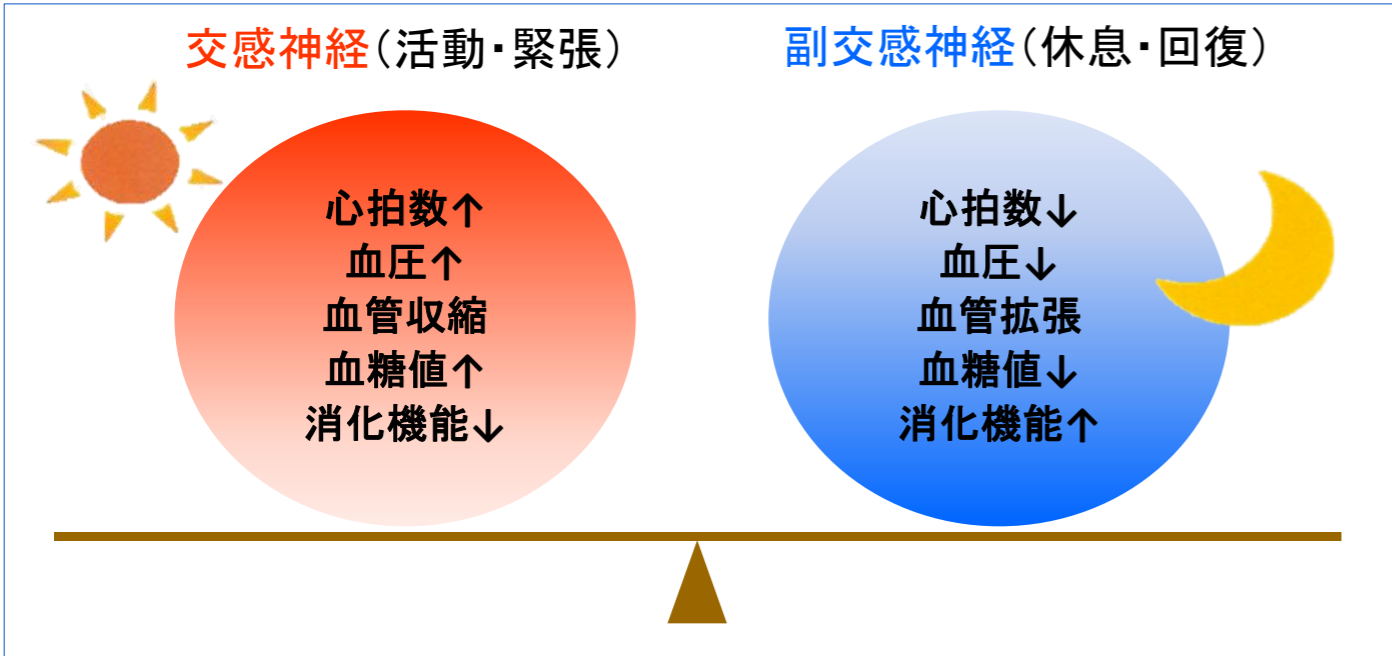 交感神経(活動・緊張)
心拍数↑
血圧↑
血管収縮
血糖値↑
消化機能↓
副交感神経(休息・回復)
心拍数↓
血圧↓
血管拡張
血糖値↓
消化機能↑